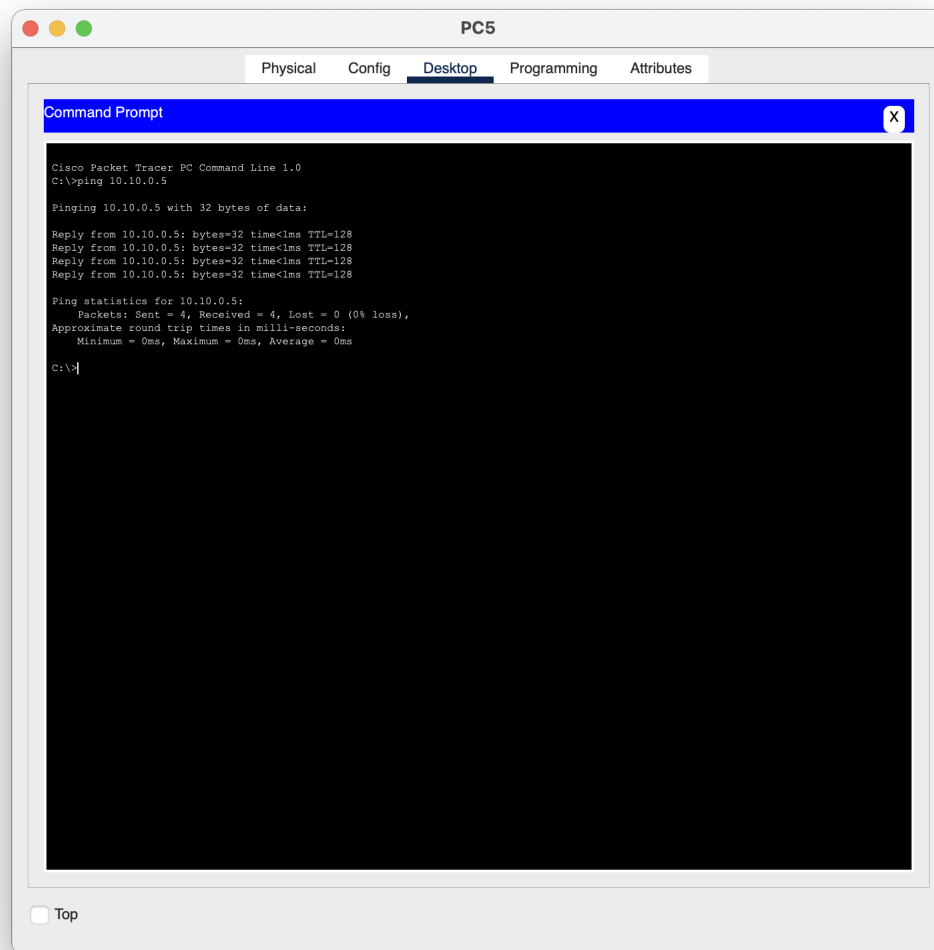 PC5
Physical Config Desktop Programming Attributes
Command Prompt
X
Cisco Packet Tracer PC Command Line 1.0
C:\>ping 10.10.0.5
Pinging 10.10.0.5 with 32 bytes of data:
Reply from 10.10.0.5: bytes=32 time<1ms TTL=128
Reply from 10.10.0.5: bytes=32 time<1ms TTL=128
Reply from 10.10.0.5: bytes=32 time<1ms TTL=128
Reply from 10.10.0.5: bytes=32 time<1ms TTL=128
Ping statistics for 10.10.0.5:
Packets: Sent = 4, Received = 4, Lost = 0 (0% loss),
Approximate round trip times in milli-seconds:
Minimum = 0ms, Maximum = 0ms, Average = 0ms
C:\>
Top